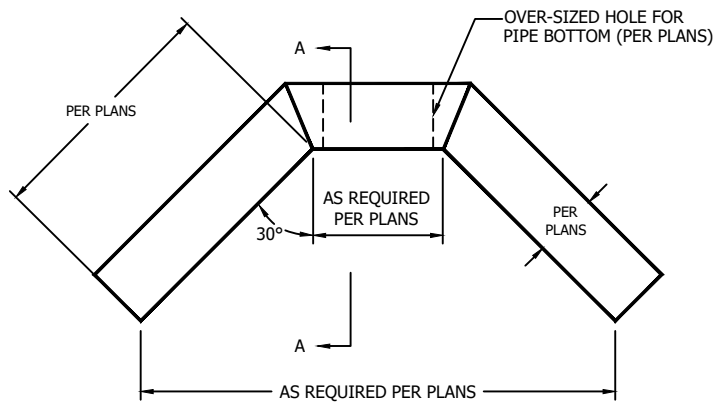 OVER-SIZED HOLE FOR
PIPE BOTTOM (PER PLANS)
A
PER PLANS
AS REQUIRED
PER PLANS
PER
PLANS
30°
A
AS REQUIRED PER PLANS